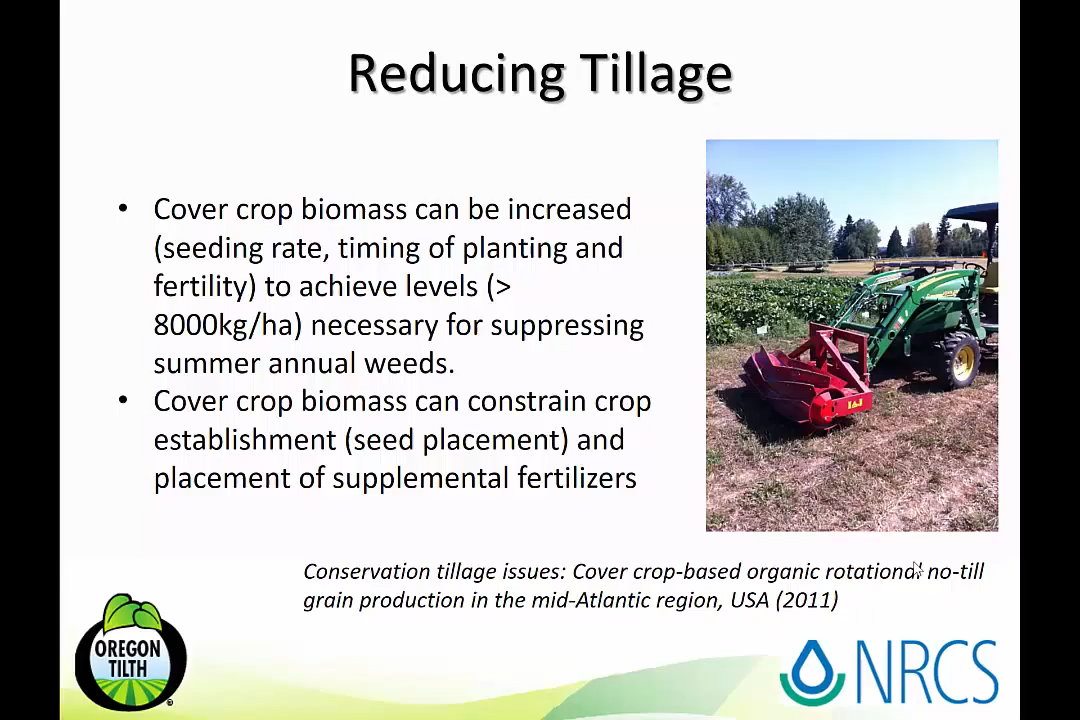 Reducing Tillage
• Cover crop biomass can be increased
(seeding rate, timing of planting and
fertility) to achieve levels (>
8000kg/ha) necessary for suppressing
summer annual weeds.
• Cover crop biomass can constrain crop
establishment (seed placement) and
placement of supplemental fertilizers
Conservation tillage issues: Cover crop-based organic rotational no-till
grain production in the mid-Atlantic region, USA (2011)
OREGON
TILTH
NRCS